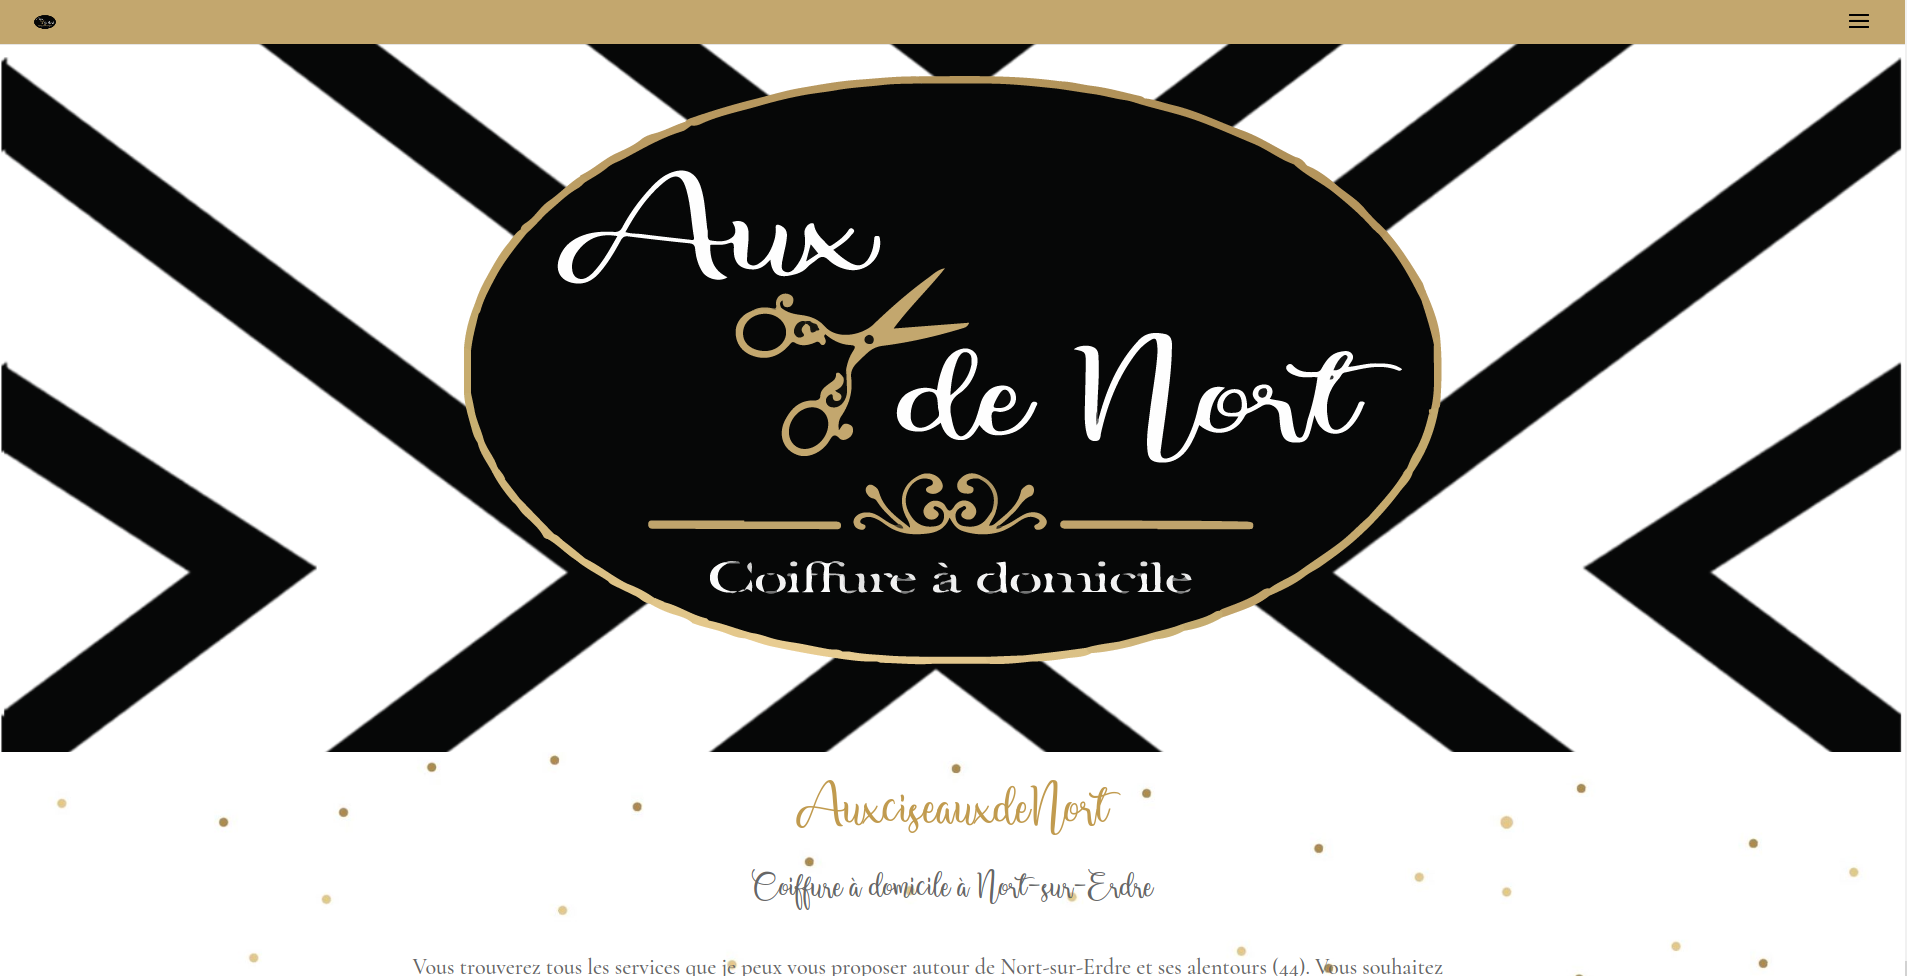 Aux
de Nort
Coiffure à domicile
AuxciseauxdeNort
Coiffure à domicile à Nort-sur-Erdre
Vous trouverez tous les services que je peux vous proposer autour de Nort-sur-Erdre et ses alentours (44). Vous souhaitez